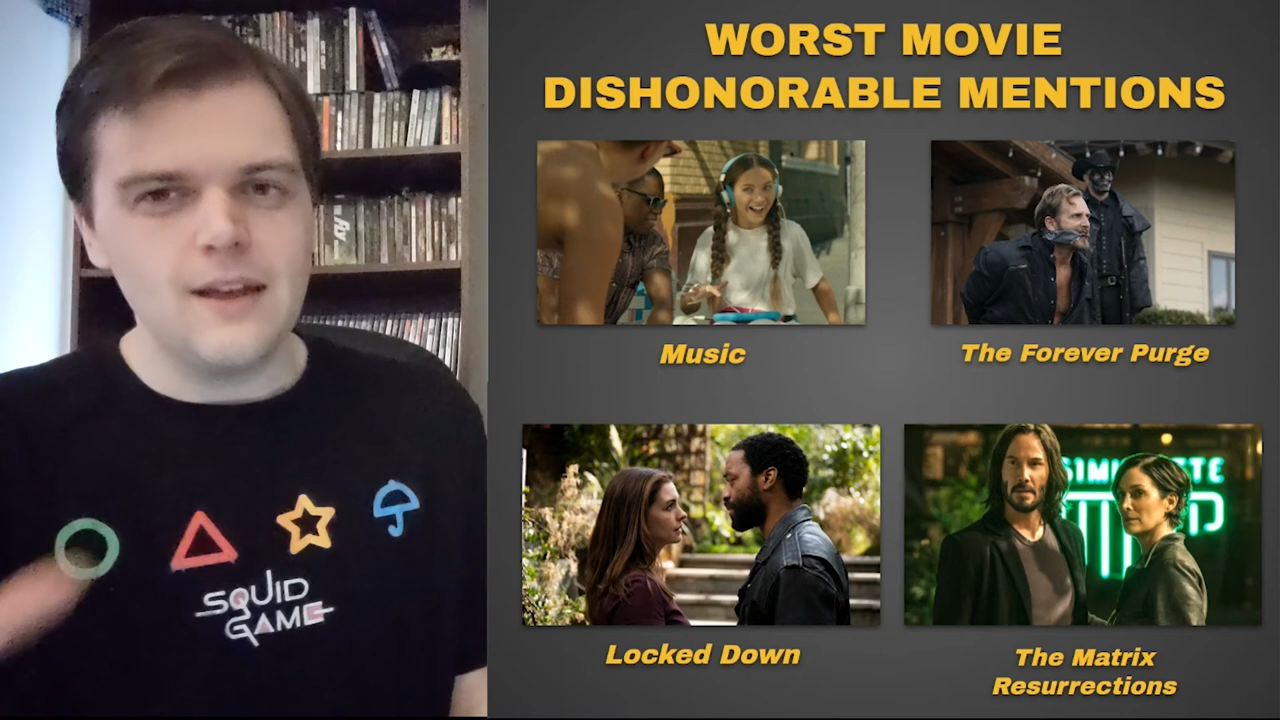 WORST MOVIE
DISHONORABLE MENTIONS
Music
The Forever Purge
SQUID
GAME
Locked Down
The Matrix
Resurrections